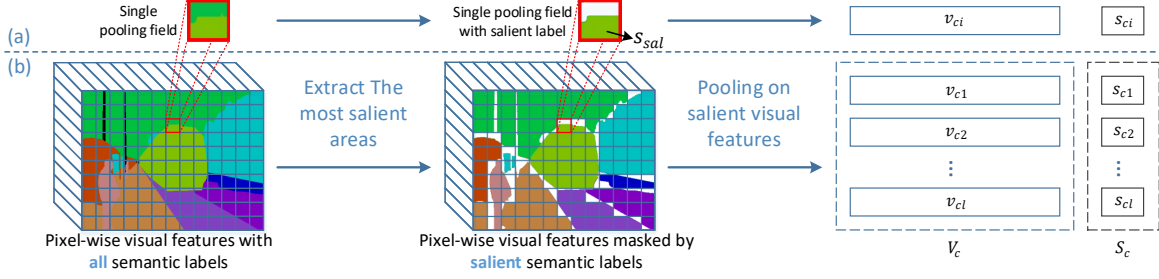 Single
pooling field
Single pooling field
with salient label
S_sal
v_ci
s_ci
(a)
(b)
Extract The
most salient
areas
Pooling on
salient visual
features
v_c1
s_c1
v_c2
s_c2
⋮
⋮
v_cl
s_cl
Pixel-wise visual features with
all semantic labels
Pixel-wise visual features masked by
salient semantic labels
V_c
S_c